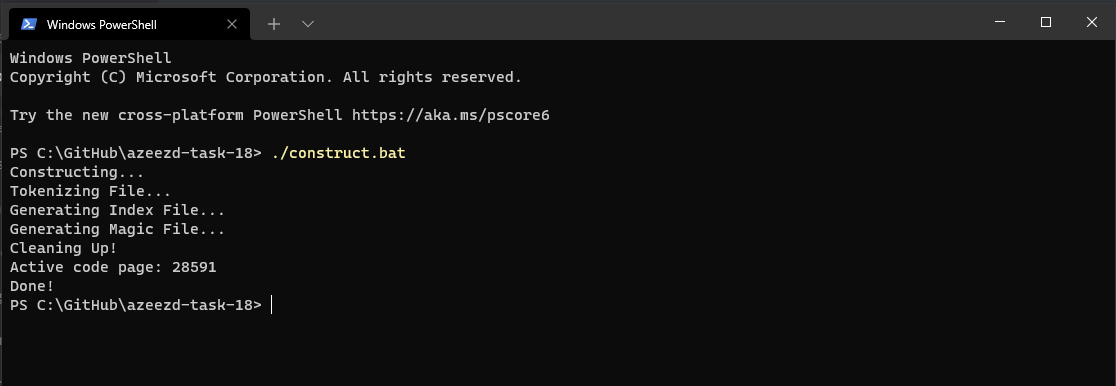 Windows PowerShell
Windows PowerShell
Copyright (C) Microsoft Corporation. All rights reserved.
Try the new cross-platform PowerShell https://aka.ms/pscore6
PS C:\GitHub\azeezd-task-18> ./construct.bat
Constructing...
Tokenizing File...
Generating Index File...
Generating Magic File...
Cleaning Up!
Active code page: 28591
Done!
PS C:\GitHub\azeezd-task-18>